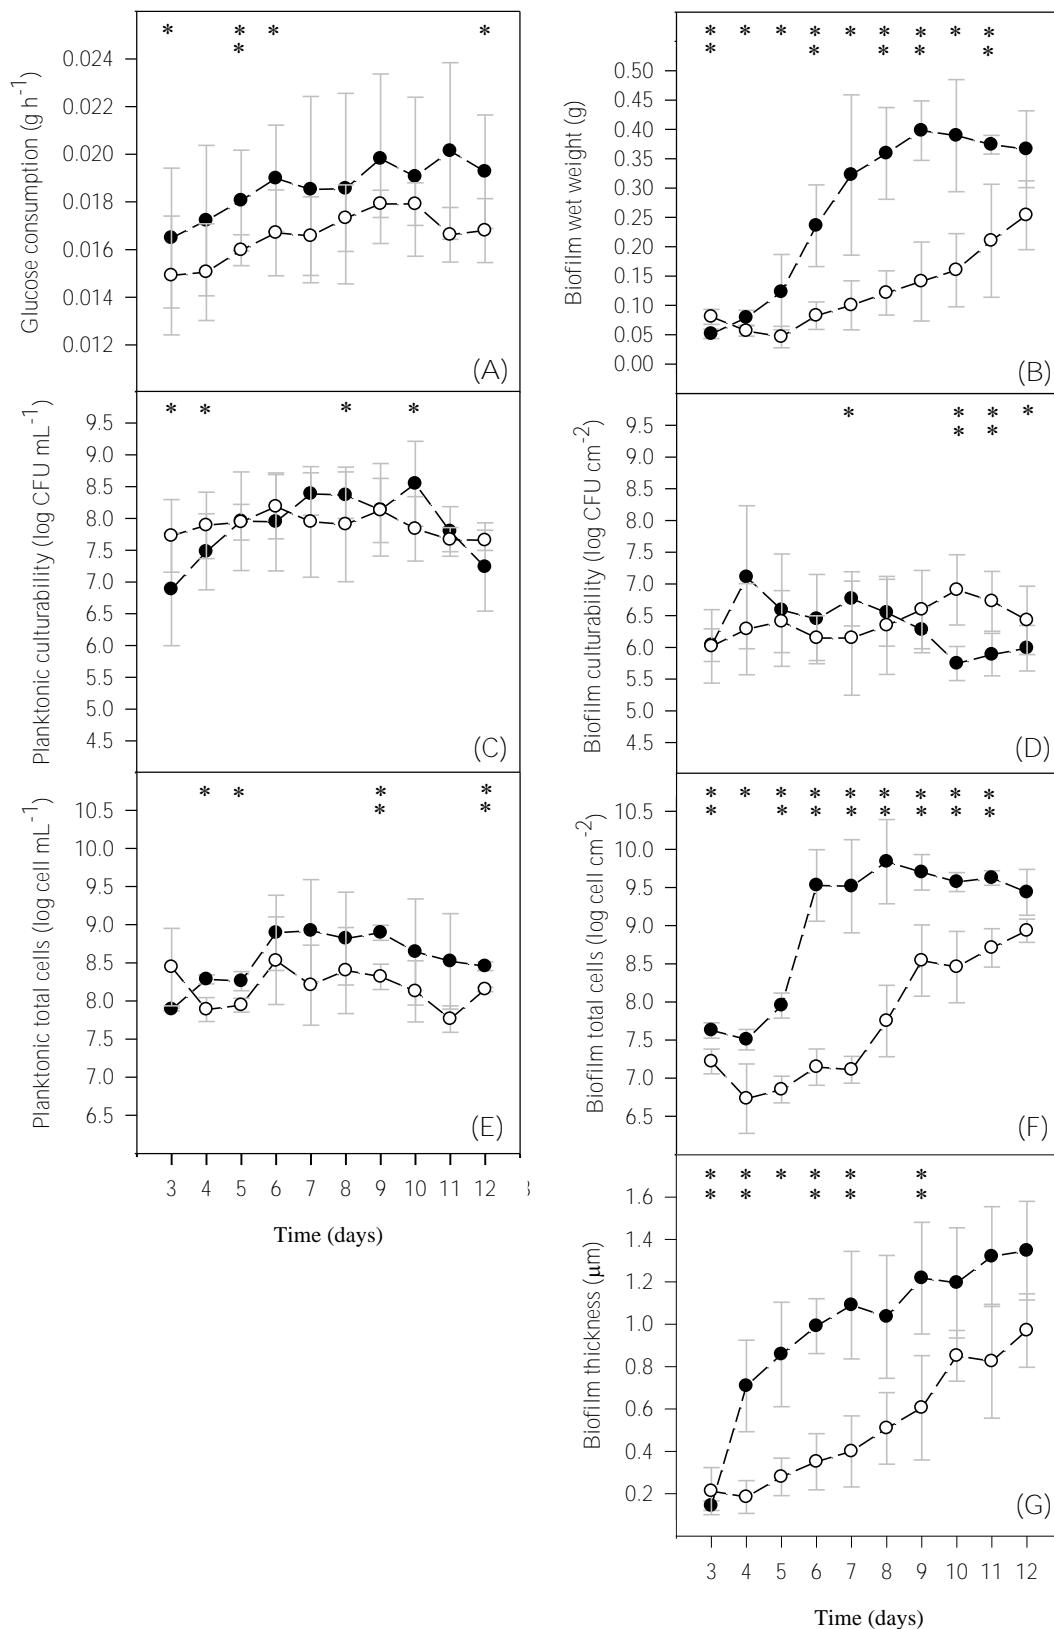 * * * * *
*
Glucose consumption (g h-1)
0.024
0.022
0.020
0.018
0.016
0.014
0.012
(A)
* * * * * * * * *
* * * * *
Biofilm wet weight (g)
0.50
0.45
0.40
0.35
0.30
0.25
0.20
0.15
0.10
0.05
0.00
(B)
* * * *
Planktonic culturability (log CFU mL-1)
9.5
9.0
8.5
8.0
7.5
7.0
6.5
6.0
5.5
5.0
4.5
(C)
* * * *
* *
Biofilm culturability (log CFU cm-2)
9.5
9.0
8.5
8.0
7.5
7.0
6.5
6.0
5.5
5.0
4.5
(D)
* * * *
* *
Planktonic total cells (log cell mL-1)
10.5
10.0
9.5
9.0
8.5
8.0
7.5
7.0
6.5
(E)
3 4 5 6 7 8 9 10 11 12
Time (days)
* * * * * * * * *
* * * * * * * *
Biofilm total cells (log cell cm-2)
10.5
10.0
9.5
9.0
8.5
8.0
7.5
7.0
6.5
(F)
* * * * * *
* * * * *
Biofilm thickness (μm)
1.6
1.4
1.2
1.0
0.8
0.6
0.4
0.2
(G)
3 4 5 6 7 8 9 10 11 12
Time (days)